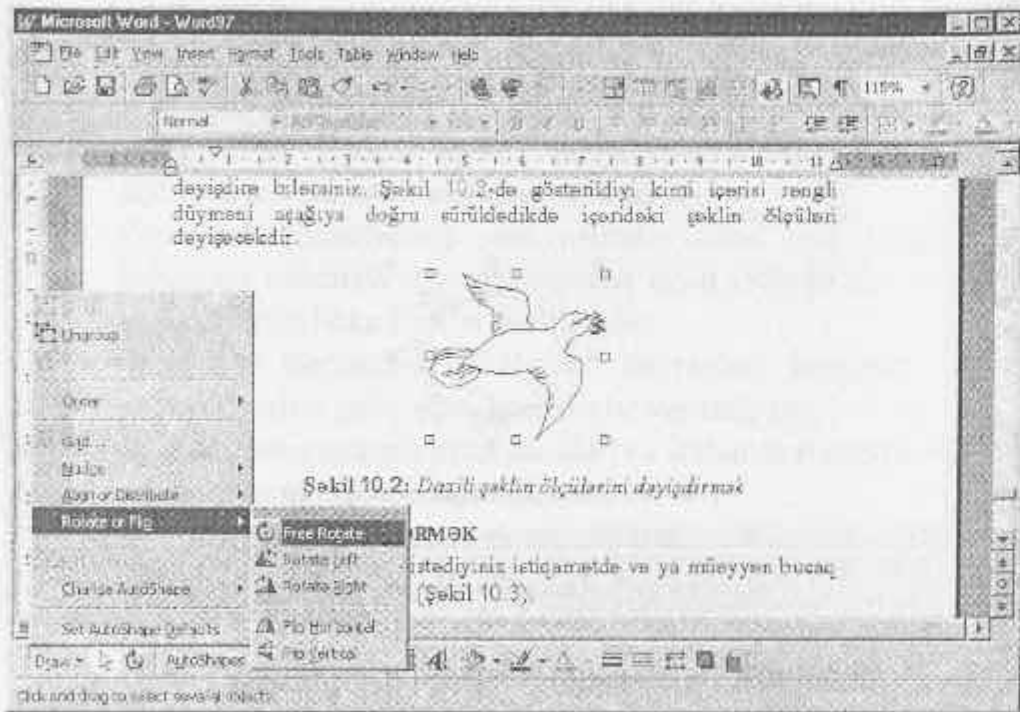 Microsoft Word - Word97
File Edit View Insert Format Tools Table Window Help
115%
Normal
dəyişdirə bilərsiniz. Şəkil 10.2-də göstərildiyi kimi içərisi rəngli
düyməni aşağıya doğru sürüklədikdə içəridəki şəklin ölçüləri
dəyişəcəkdir.
Şəkil 10.2: Daxili şəklin ölçülərini dəyişdirmək
RMƏK
istədiyiniz istiqamətdə və ya müəyyən bucaq
(Şəkil 10.3).
Ungroup
Order
Grid...
Nudge
Align or Distribute
Rotate or Flip
Change AutoShape
Set AutoShape Defaults
Free Rotate
Rotate Left
Rotate Right
Flip Horizontal
Flip Vertical
Draw
AutoShapes
Click and drag to select several objects